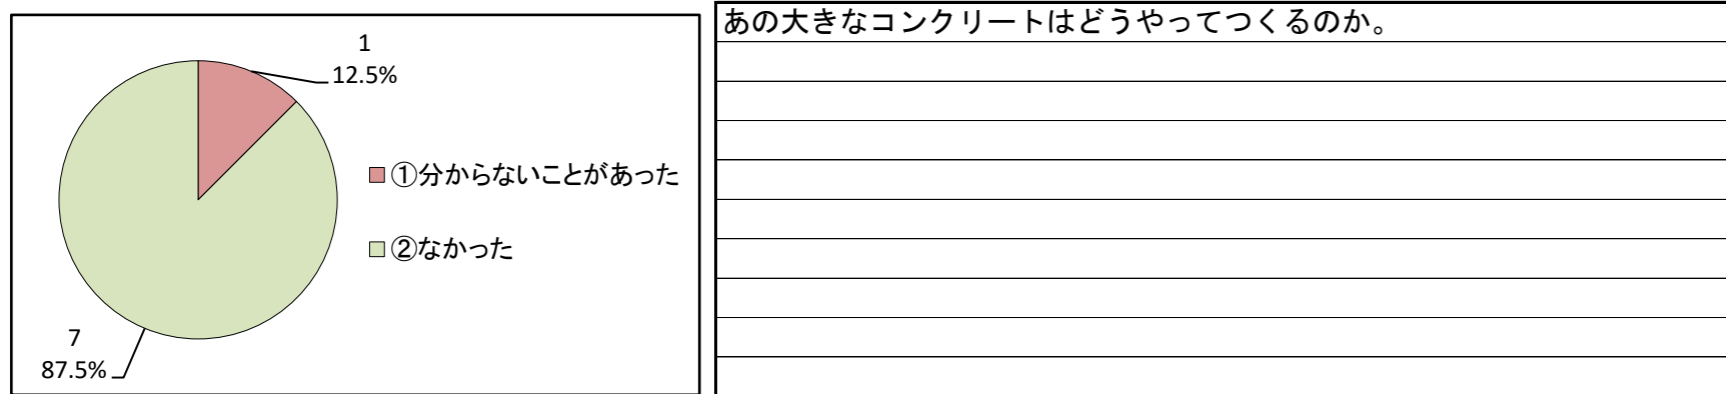 1
12.5%
①分からないことがあった
②なかった
7
87.5%
あの大きなコンクリートはどうやってつくるのか。